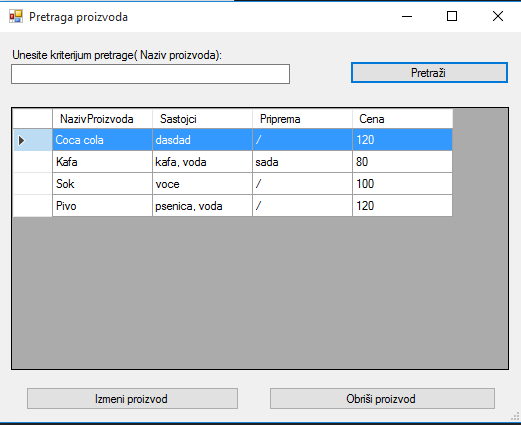 Pretraga proizvoda
Unesite kriterijum pretrage( Naziv proizvoda):
Pretraži
NazivProizvoda Sastojci Priprema Cena
Coca cola dasdad / 120
Kafa kafa, voda sada 80
Sok voce / 100
Pivo psenica, voda / 120
Izmeni proizvod Obriši proizvod